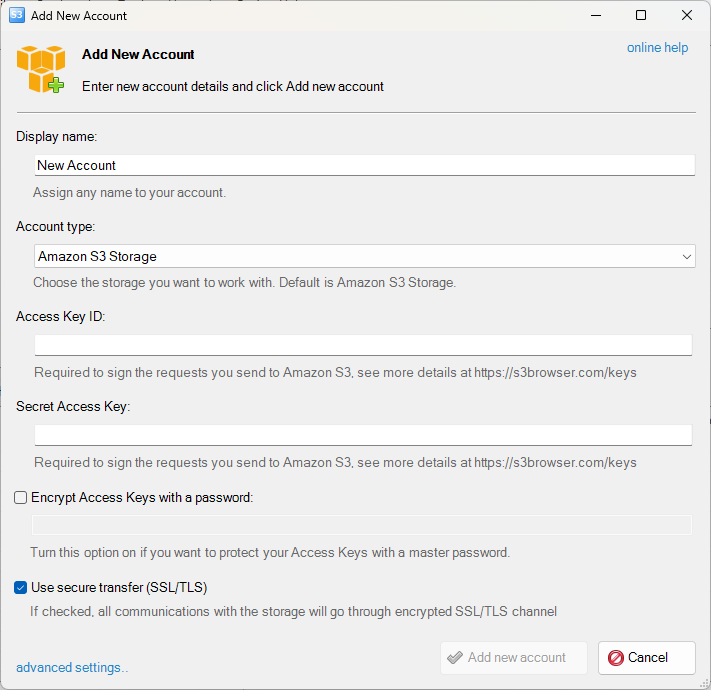 S3 Add New Account
Add New Account
online help
Enter new account details and click Add new account
Display name:
New Account
Assign any name to your account.
Account type:
Amazon S3 Storage
Choose the storage you want to work with. Default is Amazon S3 Storage.
Access Key ID:
Required to sign the requests you send to Amazon S3, see more details at https://s3browser.com/keys
Secret Access Key:
Required to sign the requests you send to Amazon S3, see more details at https://s3browser.com/keys
Encrypt Access Keys with a password:
Turn this option on if you want to protect your Access Keys with a master password.
Use secure transfer (SSL/TLS)
If checked, all communications with the storage will go through encrypted SSL/TLS channel
advanced settings..
Add new account
Cancel